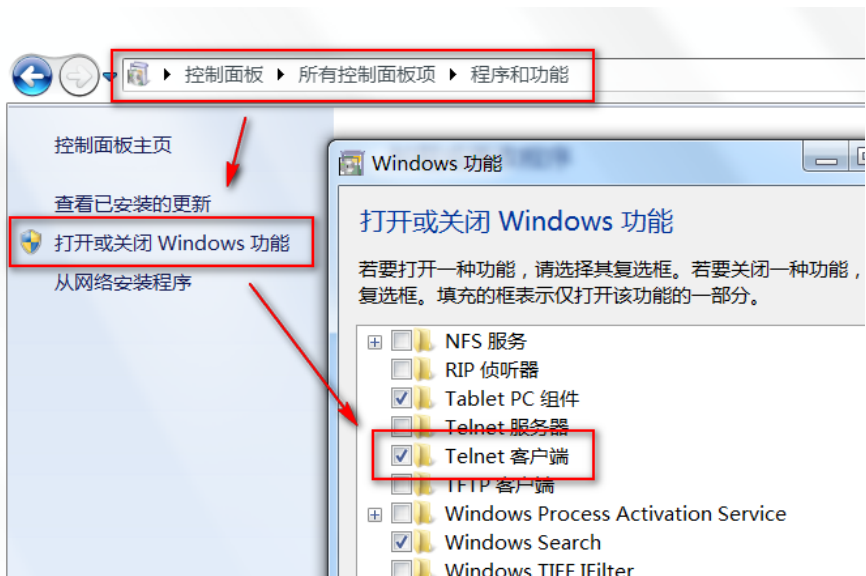 控制面板 ▸ 所有控制面板项 ▸ 程序和功能
控制面板主页
查看已安装的更新
打开或关闭 Windows 功能
从网络安装程序
Windows 功能
打开或关闭 Windows 功能
若要打开一种功能，请选择其复选框。若要关闭一种功能，
复选框。填充的框表示仅打开该功能的一部分。
NFS 服务
RIP 侦听器
Tablet PC 组件
Telnet 服务器
Telnet 客户端
TFTP 客户端
Windows Process Activation Service
Windows Search
Windows TIFF IFilter